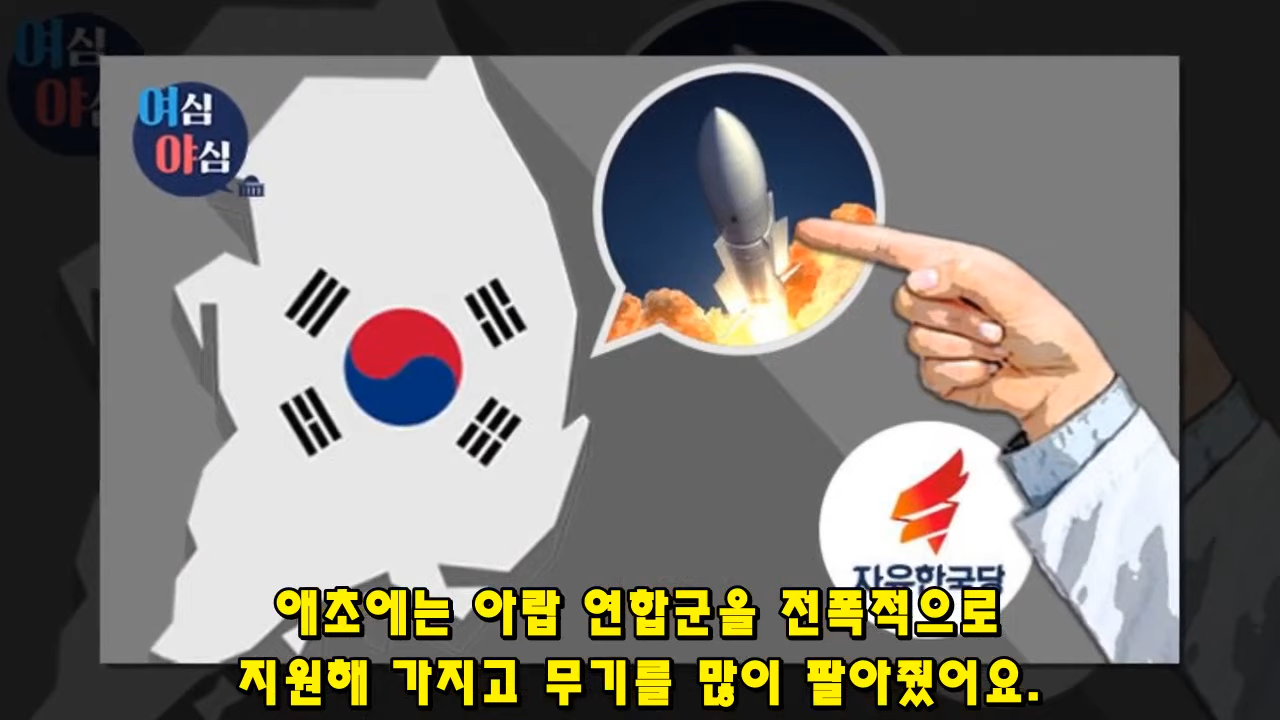 여심
야심
자유한국당
애초에는 아랍 연합군을 전폭적으로
지원해 가지고 무기를 많이 팔아줬어요.